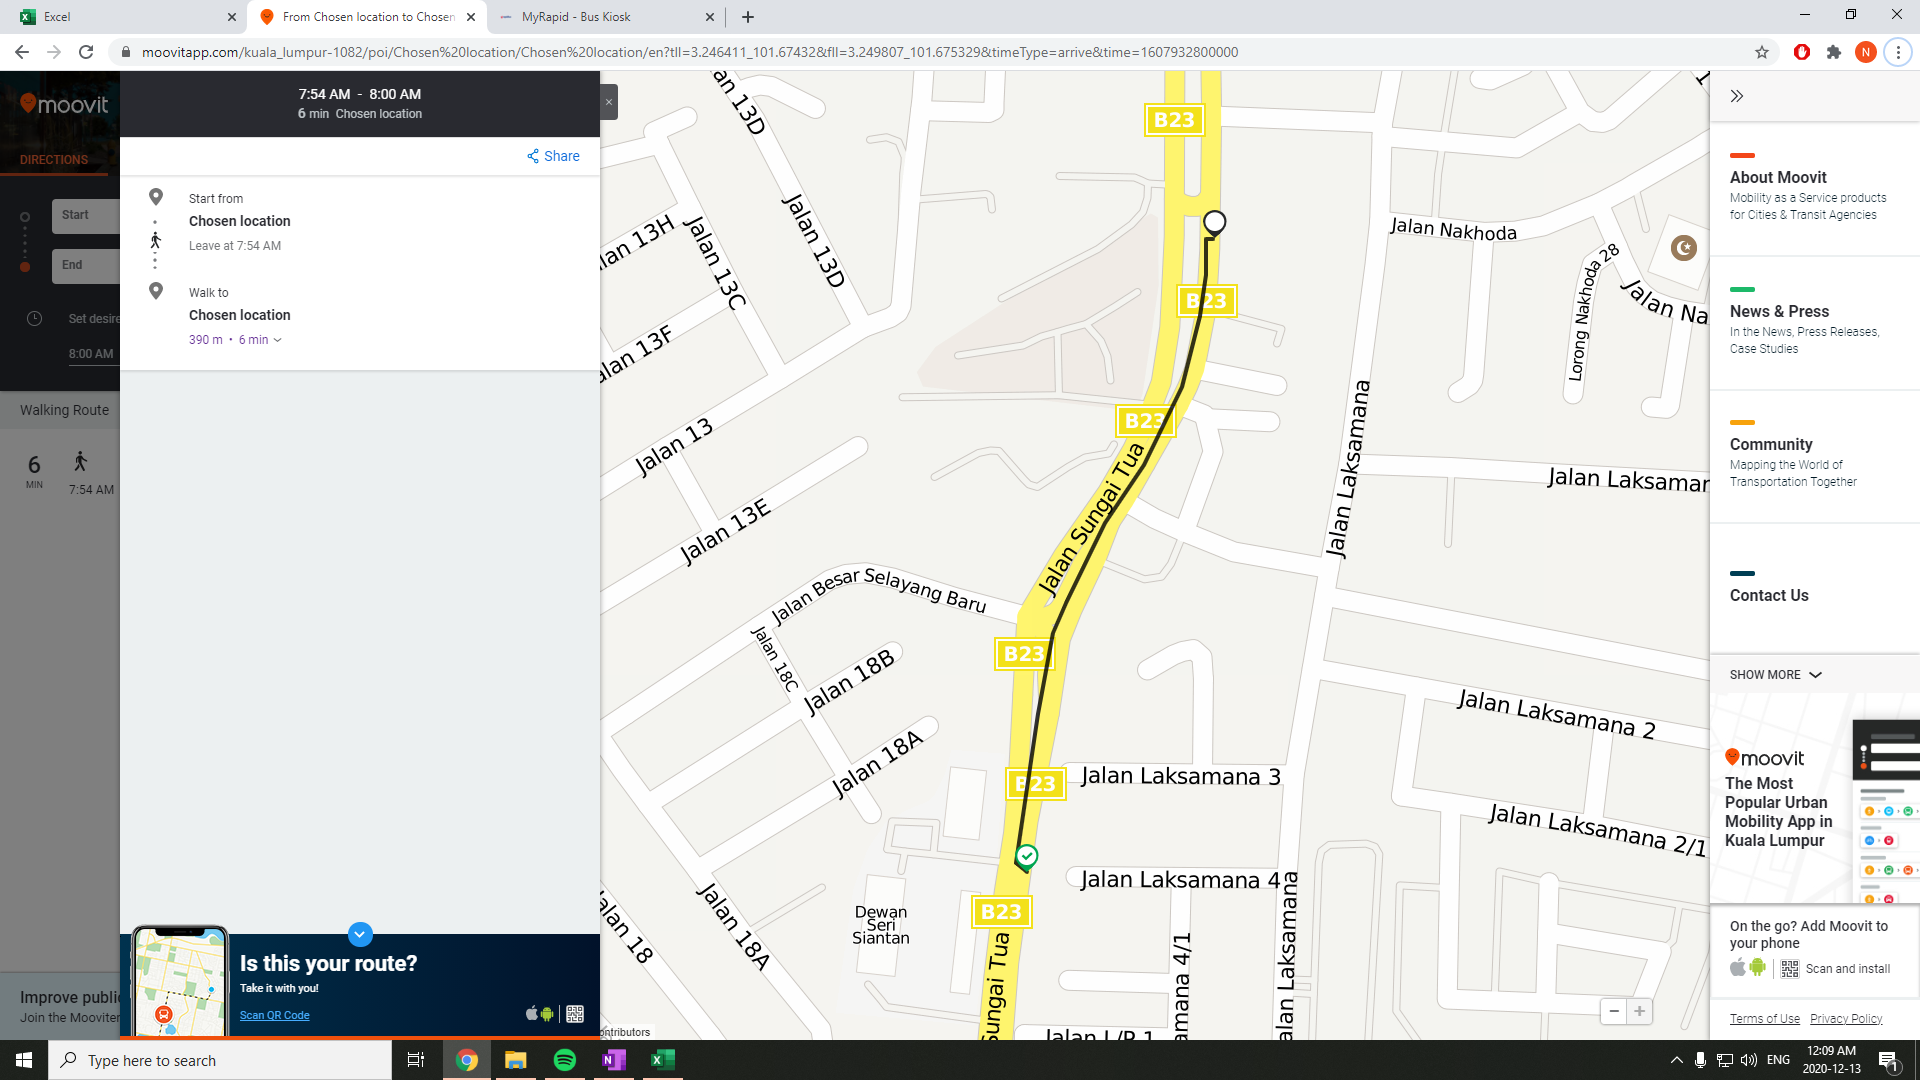 Excel
From Chosen location to Chosen
MyRapid - Bus Kiosk
moovitapp.com/kuala_lumpur-1082/poi/Chosen%20location/Chosen%20location/en?tll=3.246411_101.67432&fll=3.249807_101.675329&timeType=arrive&time=1607932800000
N
moovit
DIRECTIONS
Start
End
Set desire
8:00 AM
Walking Route
6
MIN
7:54 AM
Improve public
Join the Mooviter
7:54 AM - 8:00 AM
6 min Chosen location
Share
Start from
Chosen location
Leave at 7:54 AM
Walk to
Chosen location
390 m • 6 min
Is this your route?
Take it with you!
Scan QR Code
Jalan 13D
Jalan 13D
Jalan 13C
lan 13H
alan 13F
Jalan 13
Jalan 13E
Jalan Besar Selayang Baru
Jalan 18C
Jalan 18B
Jalan 18A
Jalan 18A
lan 18
Dewan
Seri
Siantan
B23
B23
B23
B23
B23
B23
Jalan Sungai Tua
Sungai Tua
Jalan Nakhoda
Lorong Nakhoda 28
Jalan Na
Jalan Laksamana
Jalan Laksamar
Jalan Laksamana 2
Jalan Laksamana 2/1
Jalan Laksamana 3
Jalan Laksamana 4
amana 4/1
alan Laksamana
Jalan L/P 1
ontributors
About Moovit
Mobility as a Service products
for Cities & Transit Agencies
News & Press
In the News, Press Releases,
Case Studies
Community
Mapping the World of
Transportation Together
Contact Us
SHOW MORE
moovit
The Most
Popular Urban
Mobility App in
Kuala Lumpur
On the go? Add Moovit to
your phone
Scan and install
Terms of Use Privacy Policy
Type here to search
ENG
12:09 AM
2020-12-13
1